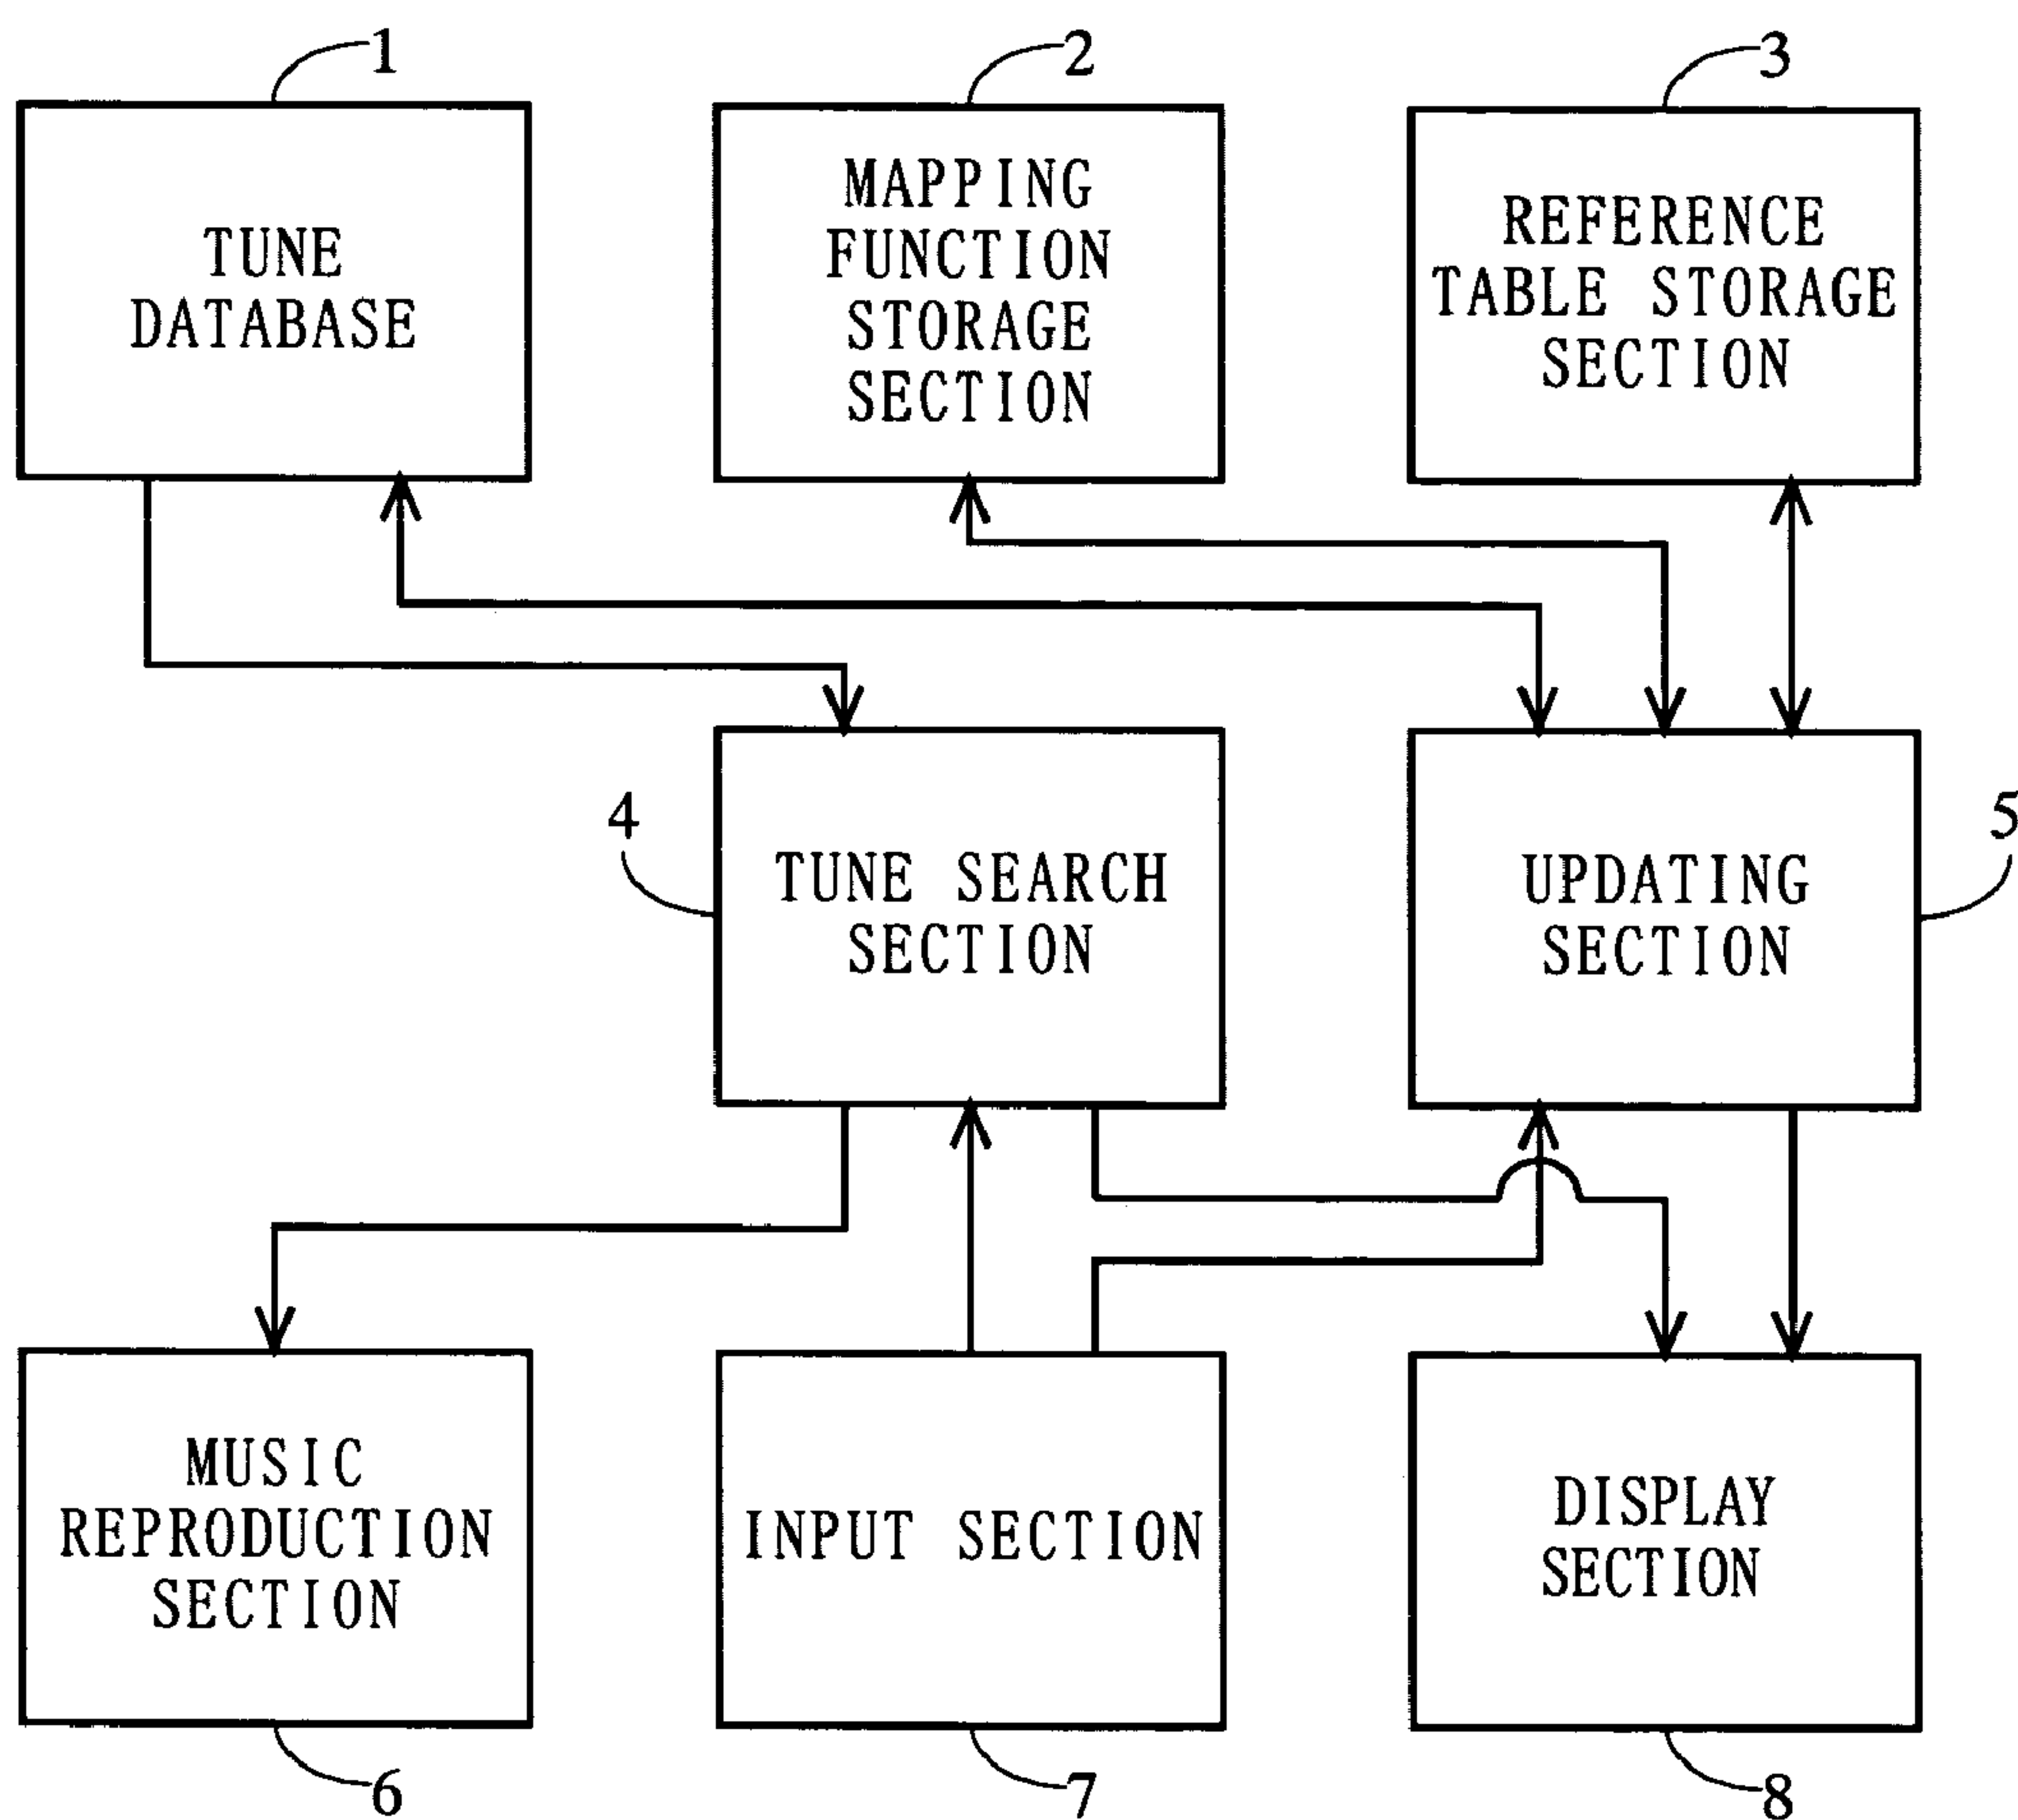 1
2
3
TUNE
DATABASE
MAPPING
FUNCTION
STORAGE
SECTION
REFERENCE
TABLE STORAGE
SECTION
4
TUNE SEARCH
SECTION
5
UPDATING
SECTION
MUSIC
REPRODUCTION
SECTION
INPUT SECTION
DISPLAY
SECTION
6
7
8